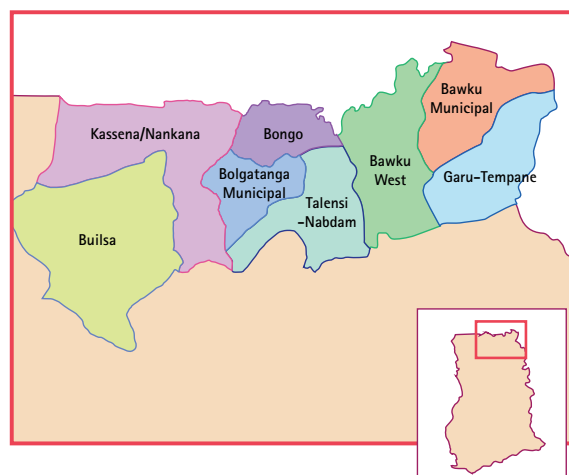 Bawku
Municipal
Kassena/Nankana
Bongo
Bawku
West
Bolgatanga
Municipal
Garu-Tempane
Talensi
-Nabdam
Builsa